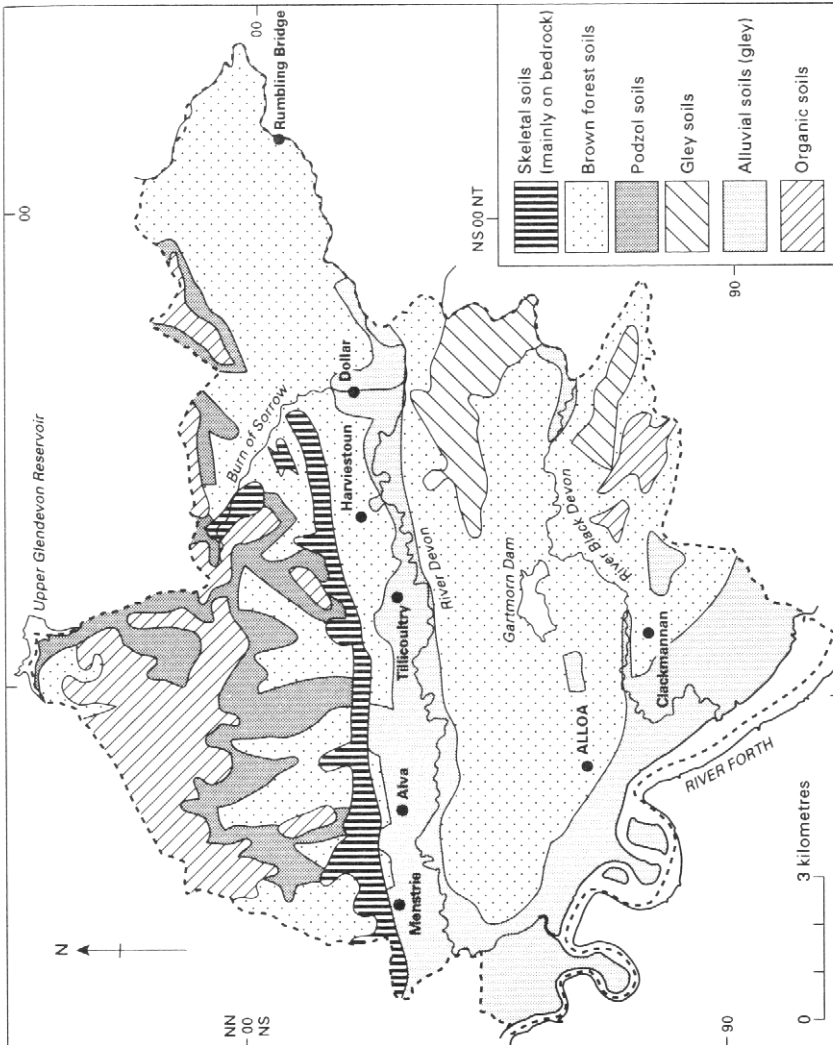 00
Upper Glendevon Reservoir
N
NN
00
NS
00
Burn of Sorrow
Rumbling Bridge
Dollar
Harviestoun
Tillicoultry
Alva
Menstrie
River Devon
Gartmorn Dam
River Black Devon
ALLOA
Clackmannan
RIVER FORTH
NS 00 NT
90
90
0
3 kilometres
Skeletal soils
(mainly on bedrock)
Brown forest soils
Podzol soils
Gley soils
Alluvial soils (gley)
Organic soils